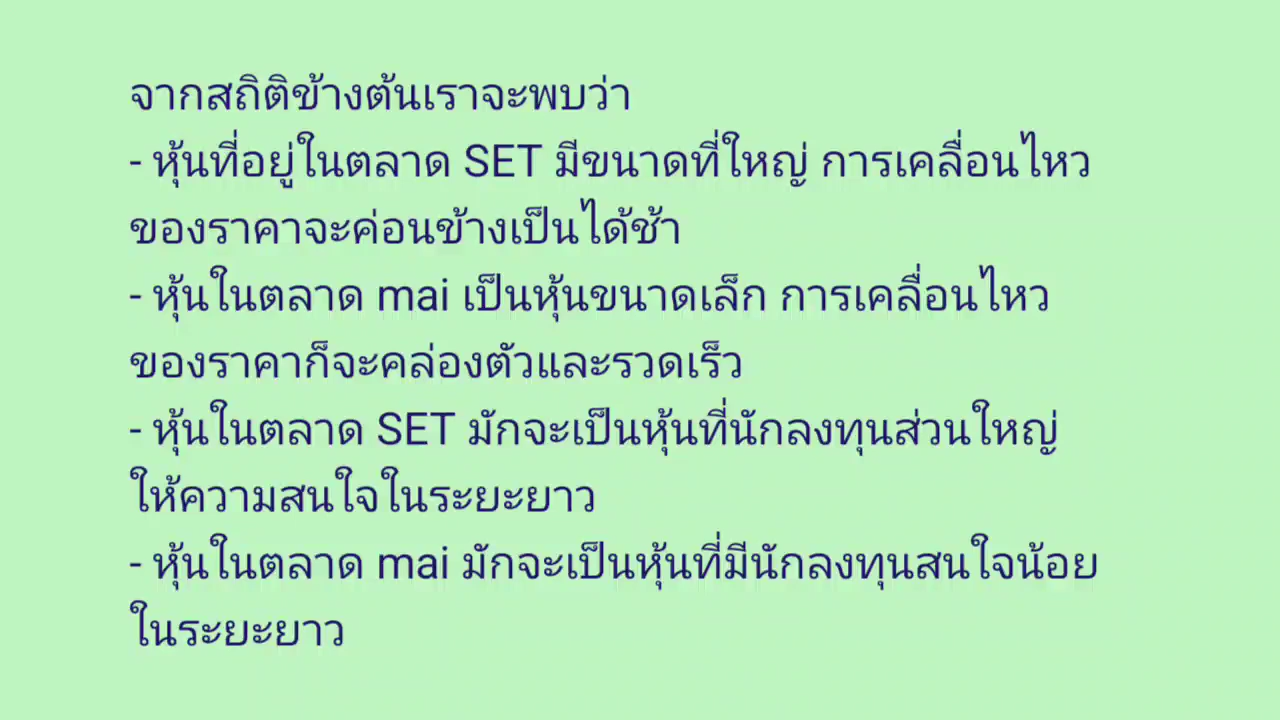 จากสถิติข้างต้นเราจะพบว่า
- หุ้นที่อยู่ในตลาด SET มีขนาดที่ใหญ่ การเคลื่อนไหว
ของราคาจะค่อนข้างเป็นได้ช้า
- หุ้นในตลาด mai เป็นหุ้นขนาดเล็ก การเคลื่อนไหว
ของราคาก็จะคล่องตัวและรวดเร็ว
- หุ้นในตลาด SET มักจะเป็นหุ้นที่นักลงทุนส่วนใหญ่
ให้ความสนใจในระยะยาว
- หุ้นในตลาด mai มักจะเป็นหุ้นที่มีนักลงทุนสนใจน้อย
ในระยะยาว